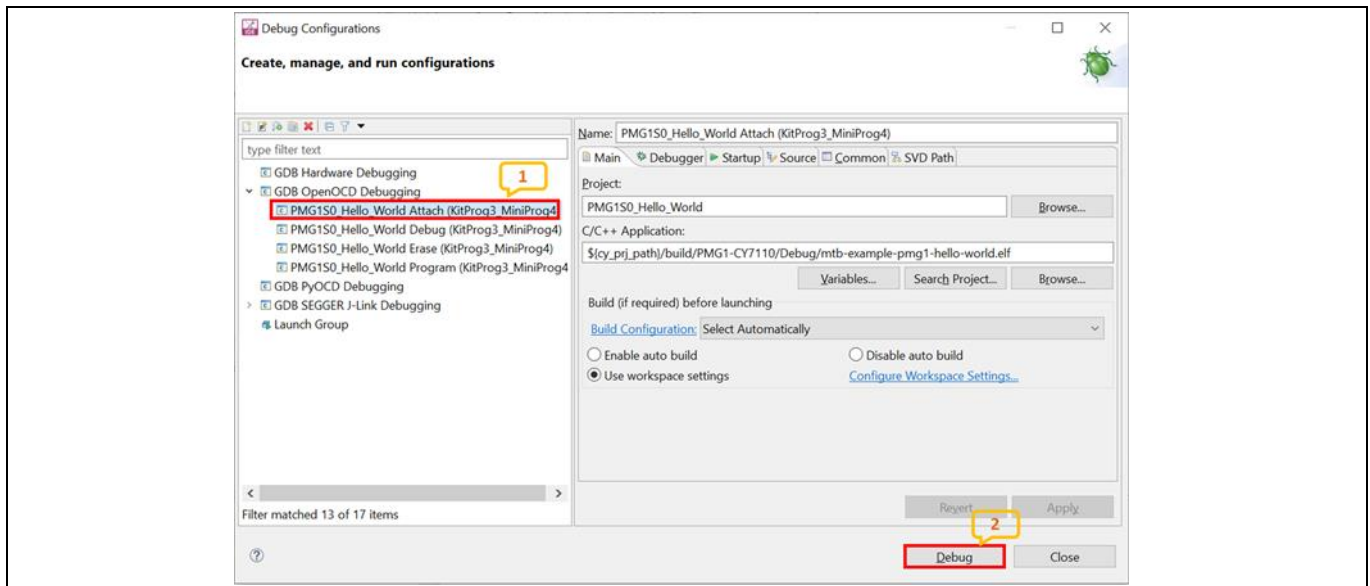 Debug Configurations
Create, manage, and run configurations
type filter text
GDB Hardware Debugging
GDB OpenOCD Debugging
1
PMG1S0_Hello_World Attach (KitProg3_MiniProg4
PMG1S0_Hello_World Debug (KitProg3_MiniProg4)
PMG1S0_Hello_World Erase (KitProg3_MiniProg4)
PMG1S0_Hello_World Program (KitProg3_MiniProg4
GDB PyOCD Debugging
GDB SEGGER J-Link Debugging
Launch Group
Filter matched 13 of 17 items
Name: PMG1S0_Hello_World Attach (KitProg3_MiniProg4)
Main Debugger Startup Source Common SVD Path
Project:
PMG1S0_Hello_World Browse...
C/C++ Application:
${cy_prj_path}/build/PMG1-CY7110/Debug/mtb-example-pmg1-hello-world.elf
Variables... Search Project... Browse...
Build (if required) before launching
Build Configuration: Select Automatically
Enable auto build Disable auto build
Use workspace settings Configure Workspace Settings...
Revert Apply
2
Debug Close